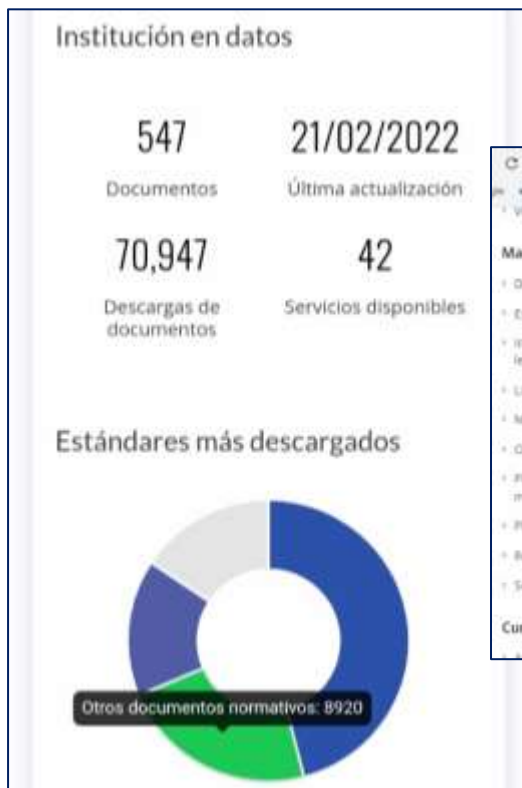 Institución en datos
547
21/02/2022
Documentos
Última actualización
70,947
42
Descargas de
documentos
Servicios disponibles
Estándares más descargados
Otros documentos normativos: 8920